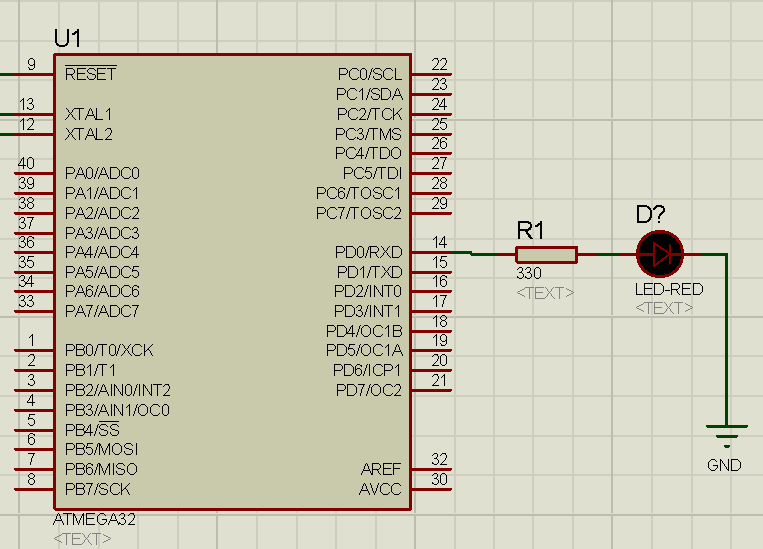 U1
9
RESET
13
XTAL1
12
XTAL2
40
PA0/ADC0
39
PA1/ADC1
38
PA2/ADC2
37
PA3/ADC3
36
PA4/ADC4
35
PA5/ADC5
34
PA6/ADC6
33
PA7/ADC7
1
PB0/T0/XCK
2
PB1/T1
3
PB2/AIN0/INT2
4
PB3/AIN1/OC0
5
PB4/SS
6
PB5/MOSI
7
PB6/MISO
8
PB7/SCK
PC0/SCL
22
PC1/SDA
23
PC2/TCK
24
PC3/TMS
25
PC4/TDO
26
PC5/TDI
27
PC6/TOSC1
28
PC7/TOSC2
29
PD0/RXD
14
PD1/TXD
15
PD2/INT0
16
PD3/INT1
17
PD4/OC1B
18
PD5/OC1A
19
PD6/ICP1
20
PD7/OC2
21
AREF
32
AVCC
30
ATMEGA32
<TEXT>
R1
330
<TEXT>
D?
LED-RED
<TEXT>
GND